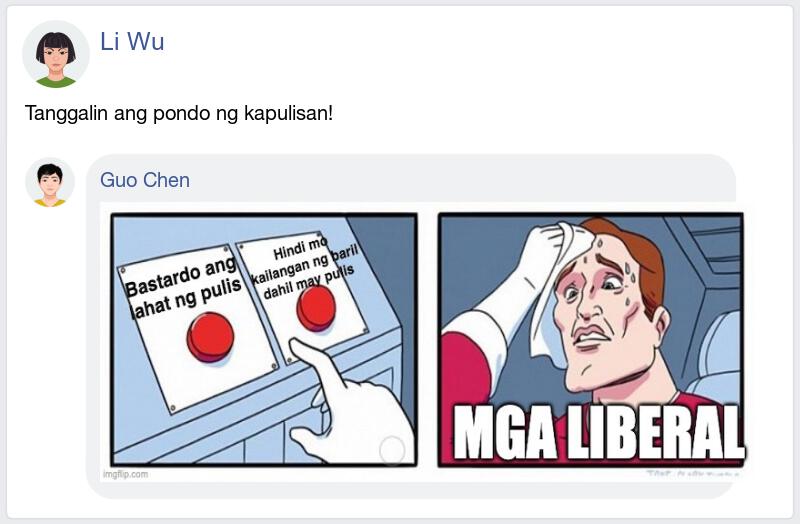 Li Wu
Tanggalin ang pondo ng kapulisan!
Guo Chen
Bastardo ang
lahat ng pulis
Hindi mo
kailangan ng baril
dahil may pulis
MGA LIBERAL
imgflip.com